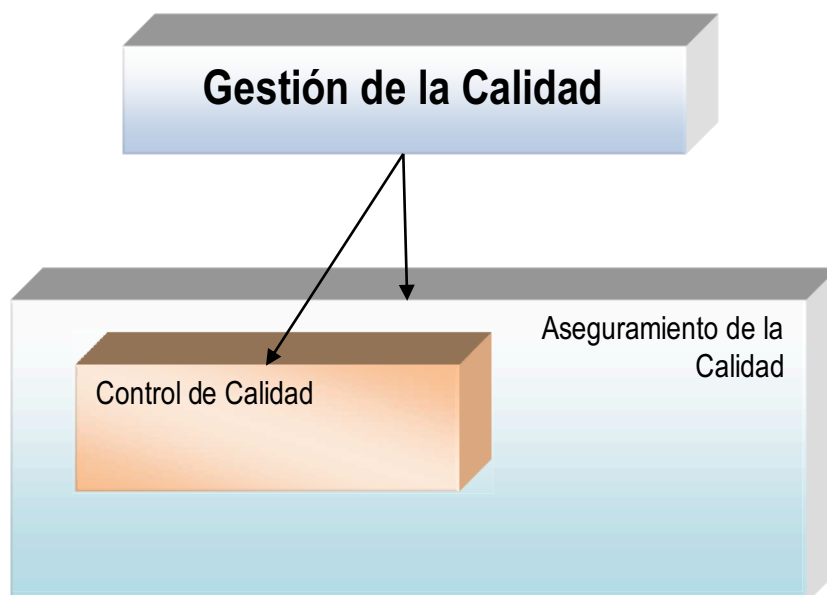 Gestión de la Calidad
Aseguramiento de la
Calidad
Control de Calidad